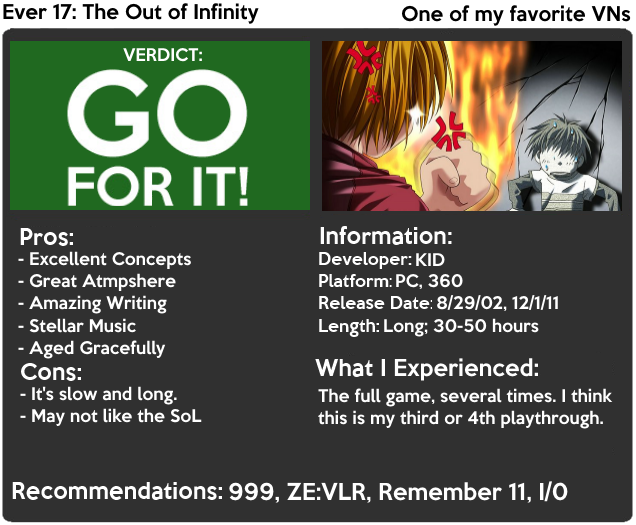 Ever 17: The Out of Infinity
One of my favorite VNs
VERDICT:
GO
FOR IT!
Pros:
- Excellent Concepts
- Great Atmpshere
- Amazing Writing
- Stellar Music
- Aged Gracefully
Cons:
- It's slow and long.
- May not like the SoL
Information:
Developer: KID
Platform: PC, 360
Release Date: 8/29/02, 12/1/11
Length: Long; 30-50 hours
What I Experienced:
The full game, several times. I think
this is my third or 4th playthrough.
Recommendations: 999, ZE:VLR, Remember 11, I/O